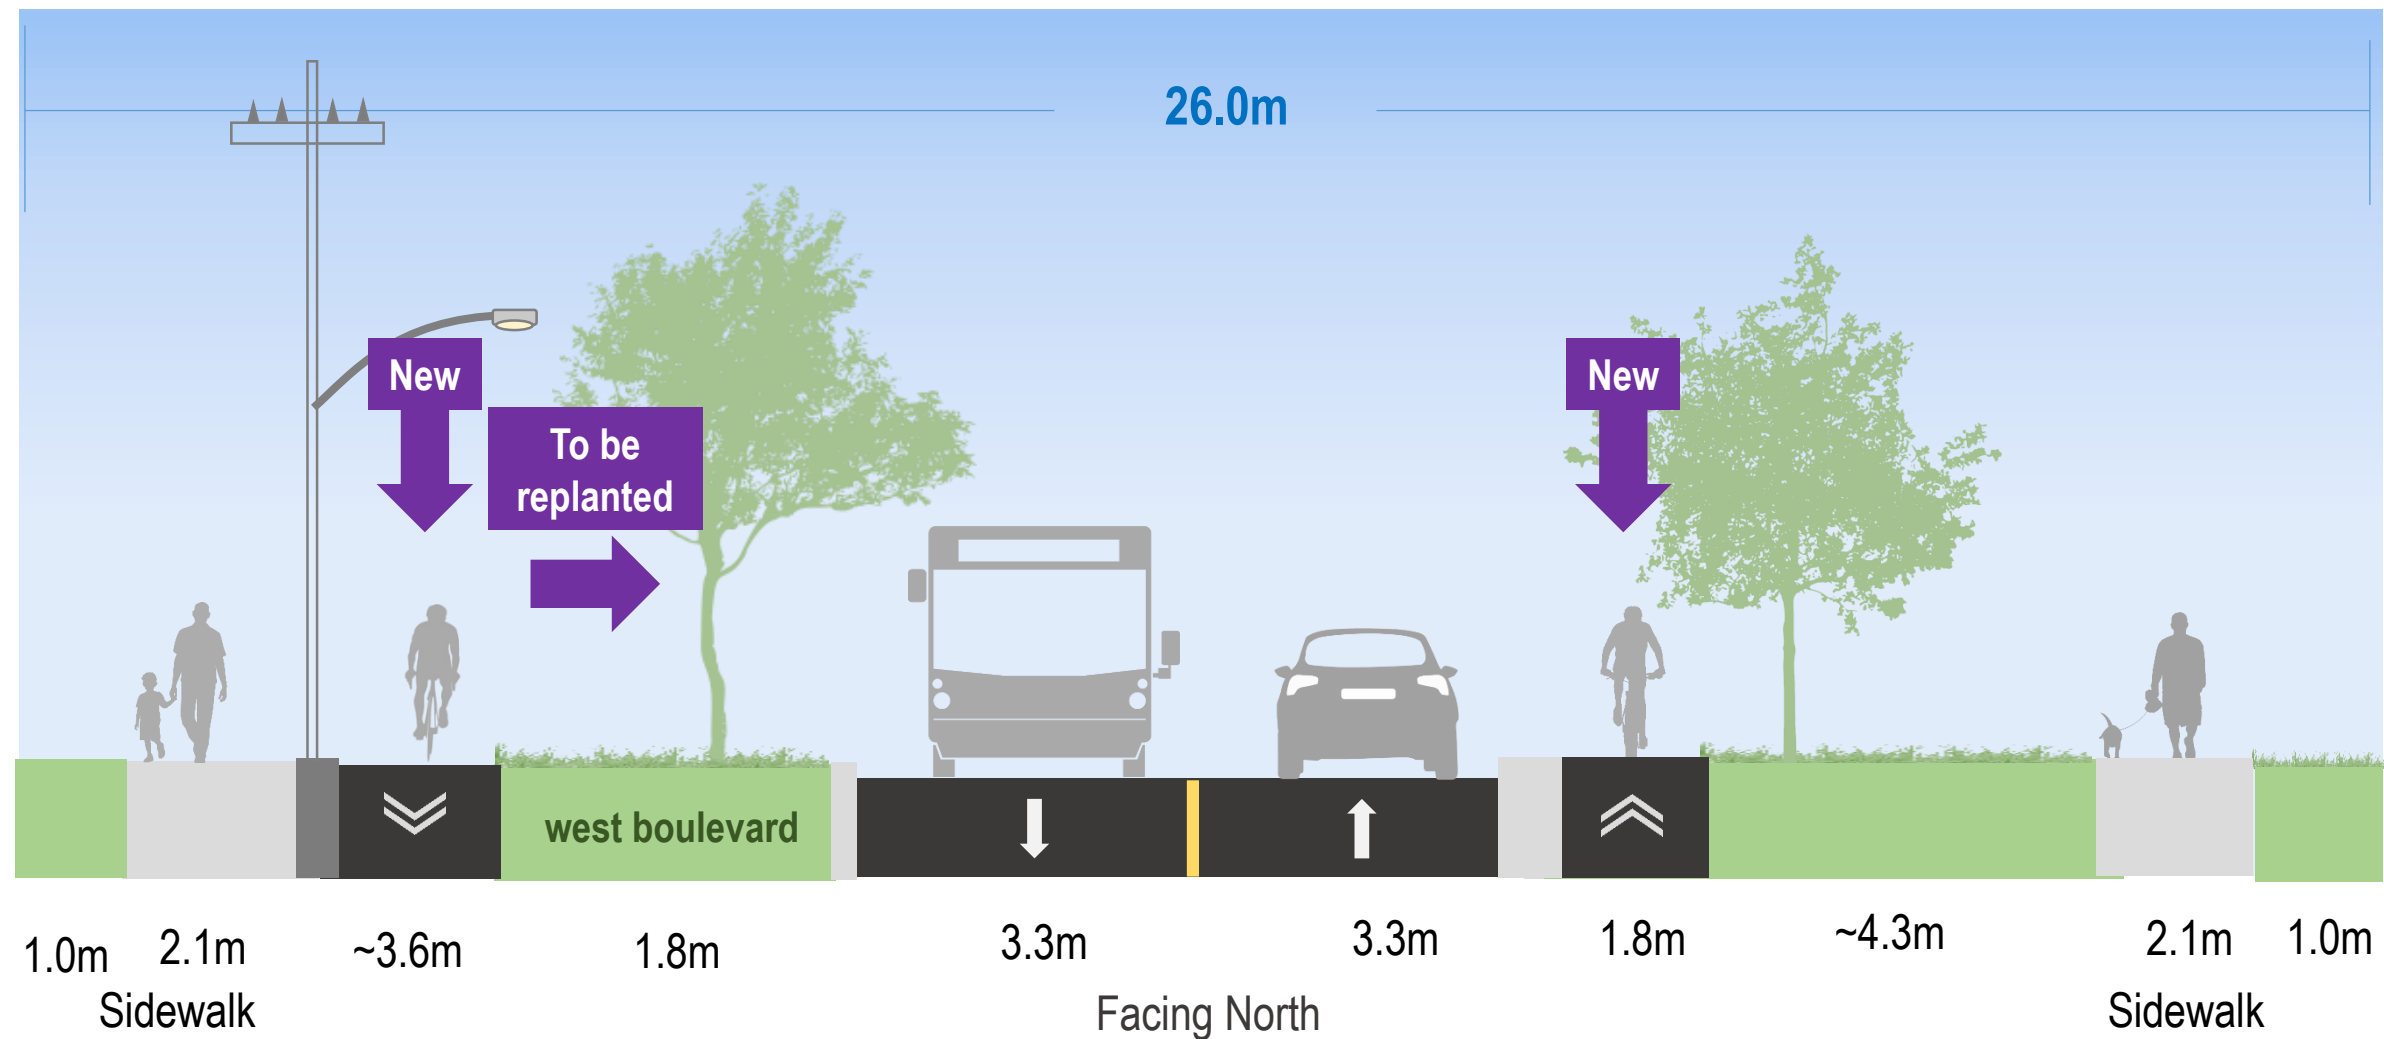 26.0m
New
To be
replanted
New
west boulevard
1.0m
2.1m
~3.6m
1.8m
3.3m
3.3m
1.8m
~4.3m
2.1m
1.0m
Sidewalk
Facing North
Sidewalk